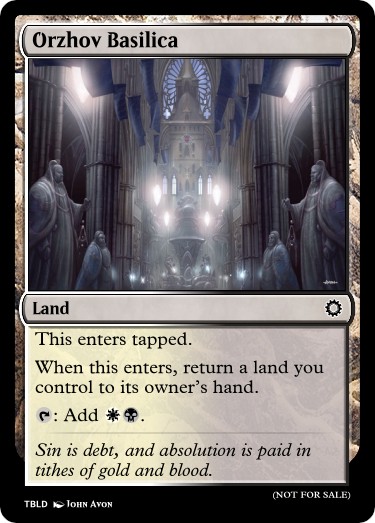 Orzhov Basilica
Land
This enters tapped.
When this enters, return a land you
control to its owner's hand.
: Add .
Sin is debt, and absolution is paid in
tithes of gold and blood.
(NOT FOR SALE)
TBLD John Avon